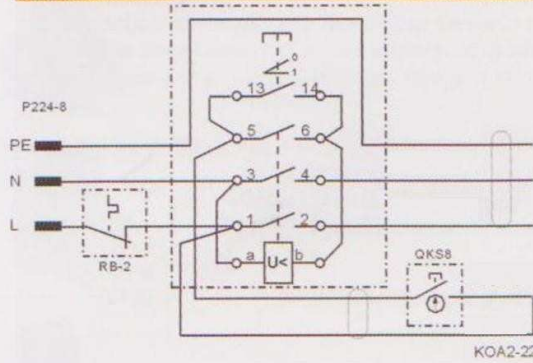 0
1
13 14
P224-8
5 6
PE
N 3 4
L 1 2
a U< b
RB-2
QKS8
KOA2-22